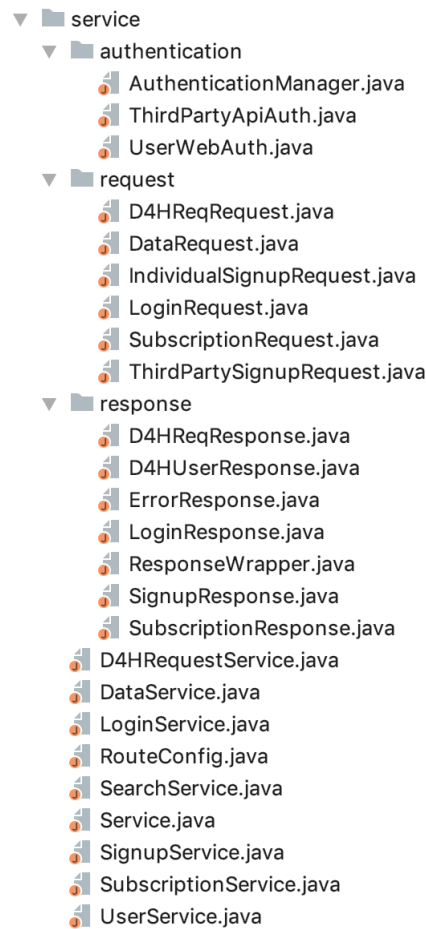 service
authentication
AuthenticationManager.java
ThirdPartyApiAuth.java
UserWebAuth.java
request
D4HReqRequest.java
DataRequest.java
IndividualSignupRequest.java
LoginRequest.java
SubscriptionRequest.java
ThirdPartySignupRequest.java
response
D4HReqResponse.java
D4HUserResponse.java
ErrorResponse.java
LoginResponse.java
ResponseWrapper.java
SignupResponse.java
SubscriptionResponse.java
D4HRequestService.java
DataService.java
LoginService.java
RouteConfig.java
SearchService.java
Service.java
SignupService.java
SubscriptionService.java
UserService.java